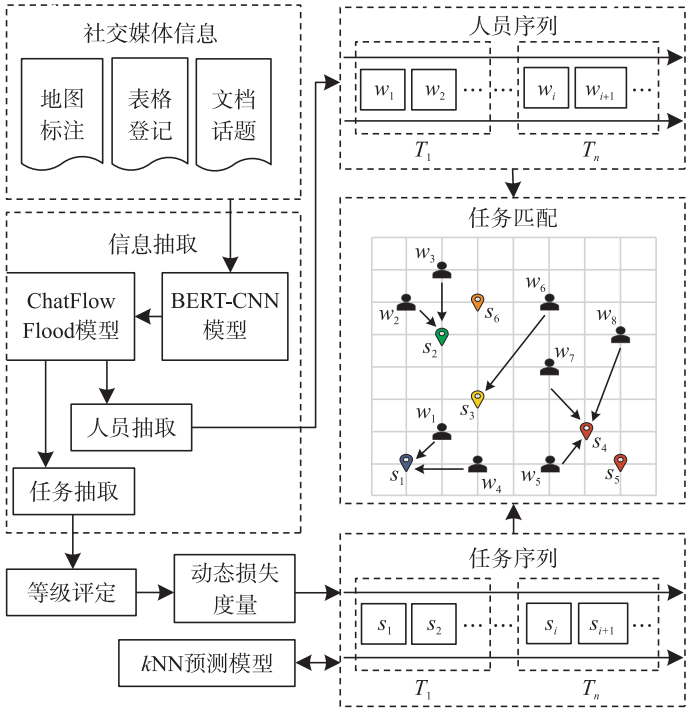 社交媒体信息
地图
标注
表格
登记
文档
话题
信息抽取
ChatFlow
Flood模型
BERT-CNN
模型
人员抽取
任务抽取
等级评定
动态损失
度量
kNN预测模型
人员序列
w1 w2 ··· ··· wi wi+1 ···
T1 Tn
任务匹配
w3
w2
s6
w6
s2
w8
w7
s3
w1
s4
s1
w4
w5
s5
任务序列
s1 s2 ··· ··· si si+1 ···
T1 Tn